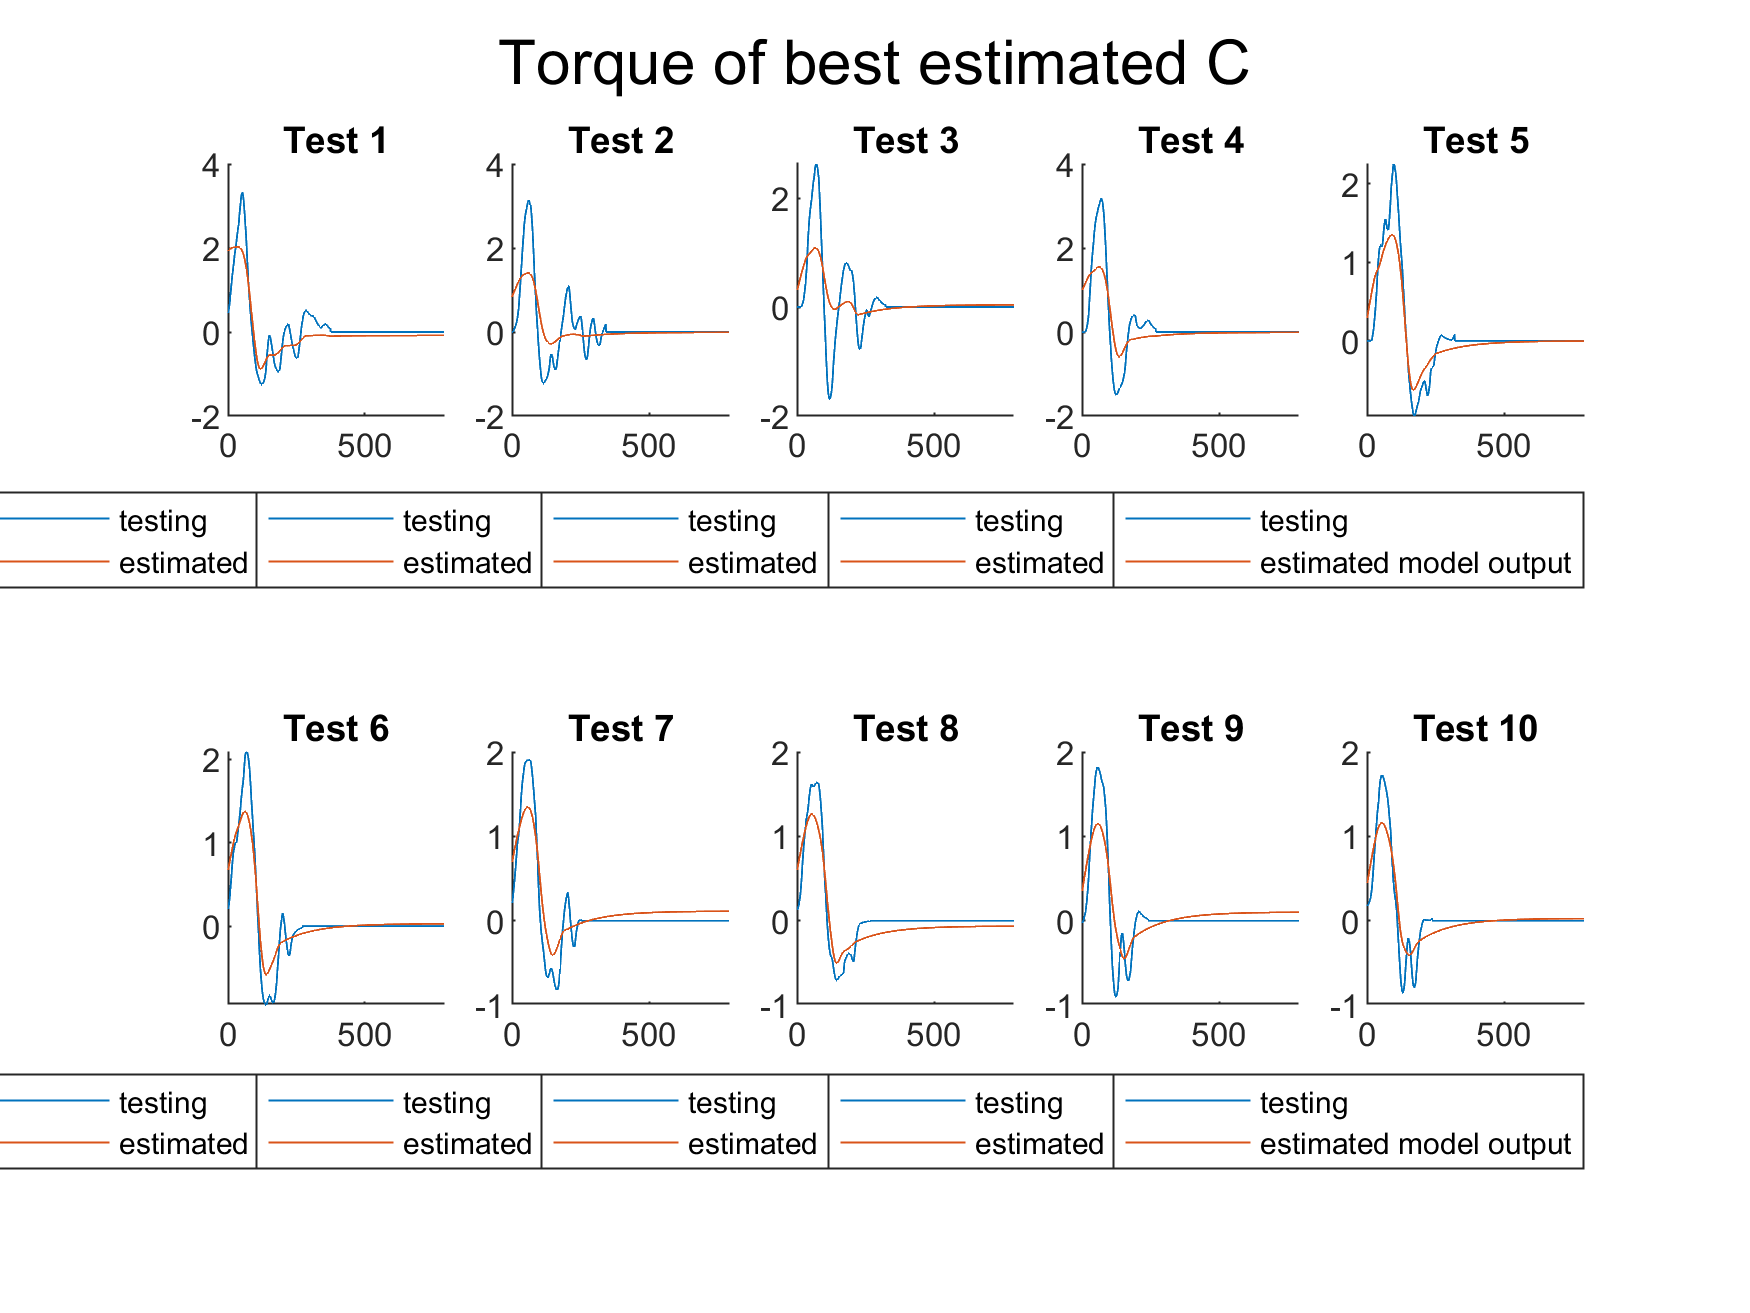 Torque of best estimated C
Test 1 Test 2 Test 3 Test 4 Test 5
4 4 2 4 2
2 2 0 2 1
0 0 -2 0 0
-2 -2 -2
0 500 0 500 0 500 0 500 0 500
testing testing testing testing testing
estimated estimated estimated estimated estimated model output
Test 6 Test 7 Test 8 Test 9 Test 10
2 2 2 2 2
1 1 1 1 1
0 0 0 0 0
-1 -1 -1 -1
0 500 0 500 0 500 0 500 0 500
testing testing testing testing testing
estimated estimated estimated estimated estimated model output